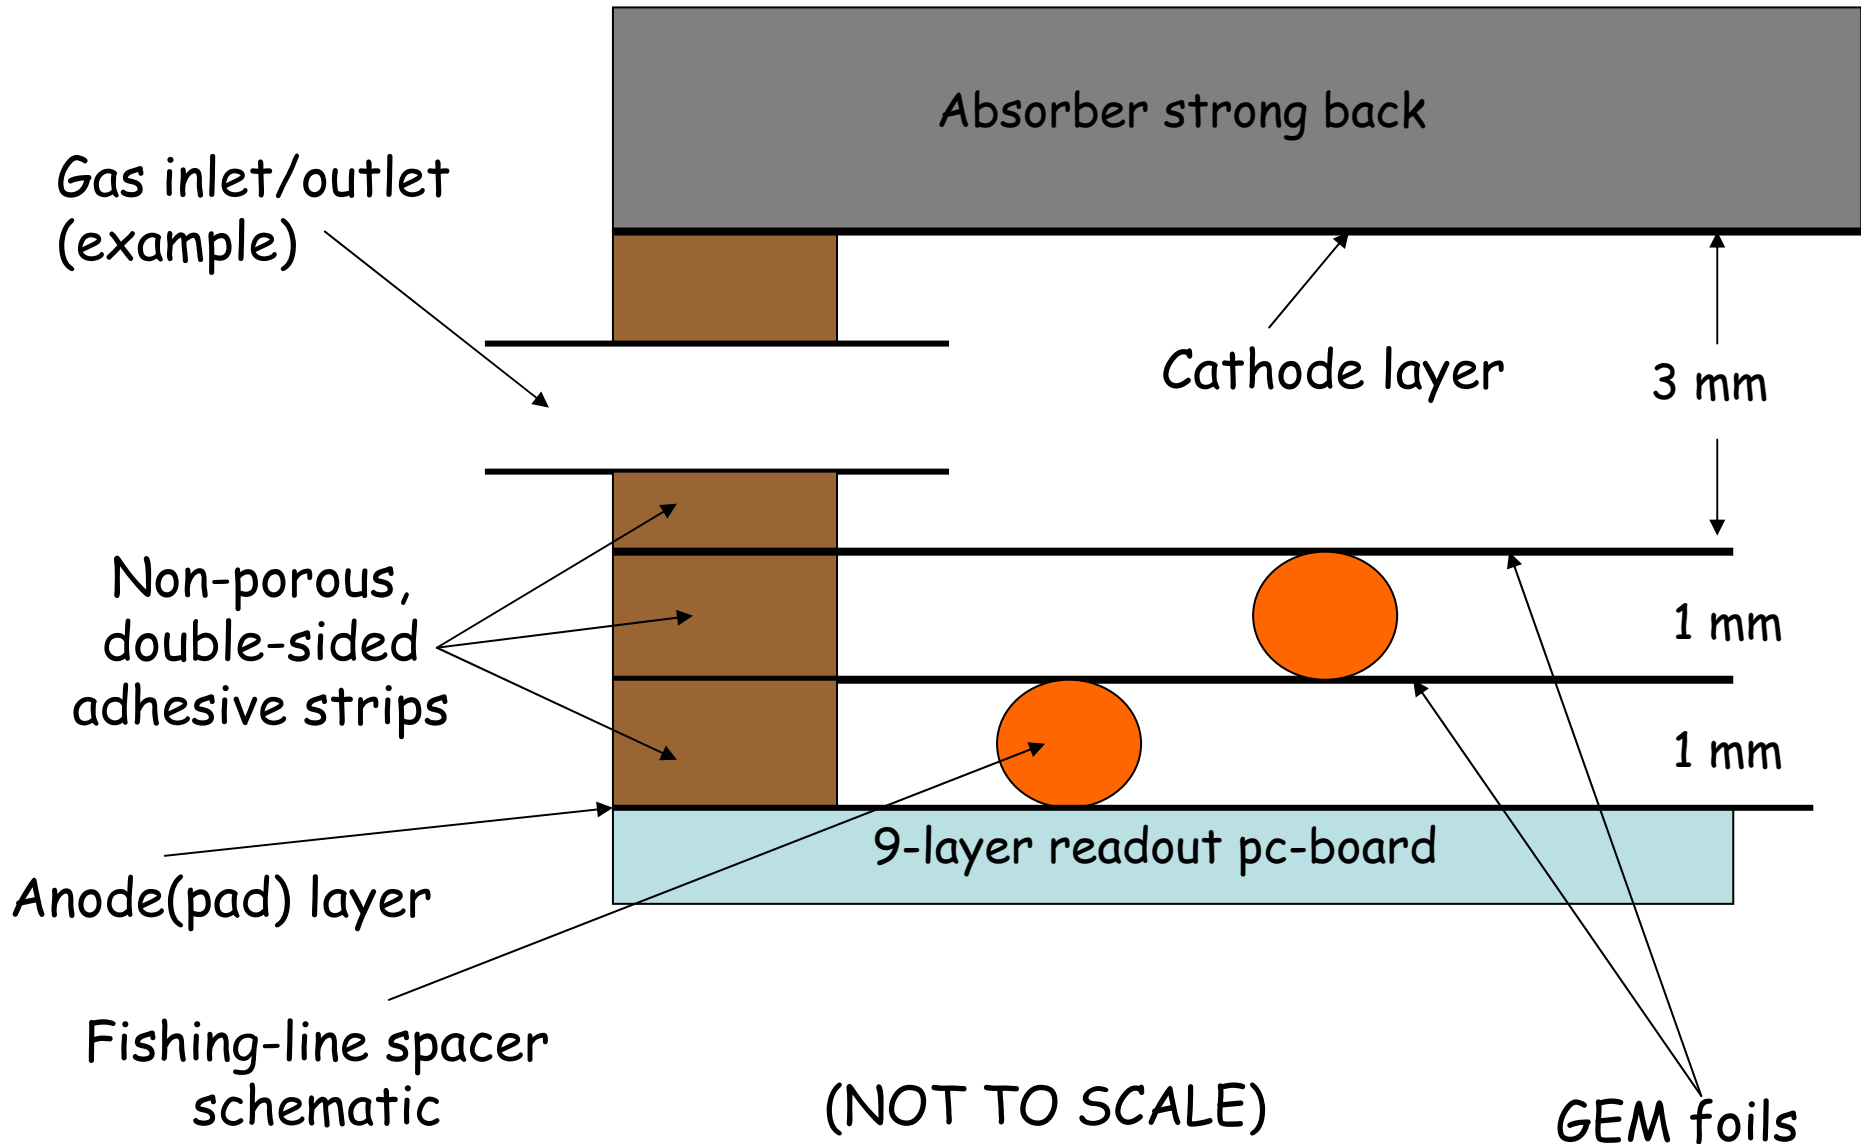 Absorber strong back
Gas inlet/outlet
(example)
Cathode layer
3 mm
Non-porous,
double-sided
adhesive strips
1 mm
1 mm
9-layer readout pc-board
Anode(pad) layer
Fishing-line spacer
schematic
(NOT TO SCALE)
GEM foils